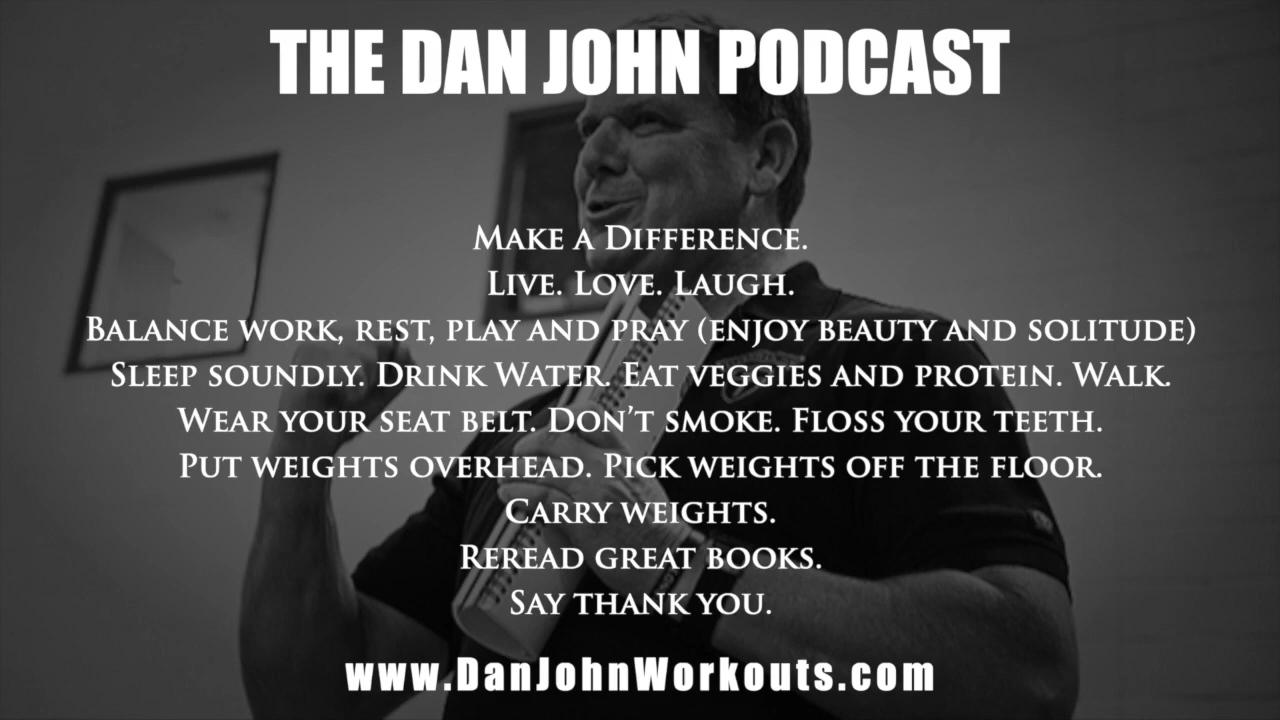 THE DAN JOHN PODCAST
Make a Difference.
Live. Love. Laugh.
Balance work, rest, play and pray (enjoy beauty and solitude)
Sleep soundly. Drink Water. Eat veggies and protein. Walk.
Wear your seat belt. Don't smoke. Floss your teeth.
Put weights overhead. Pick weights off the floor.
Carry weights.
Reread great books.
Say thank you.
www.DanJohnWorkouts.com